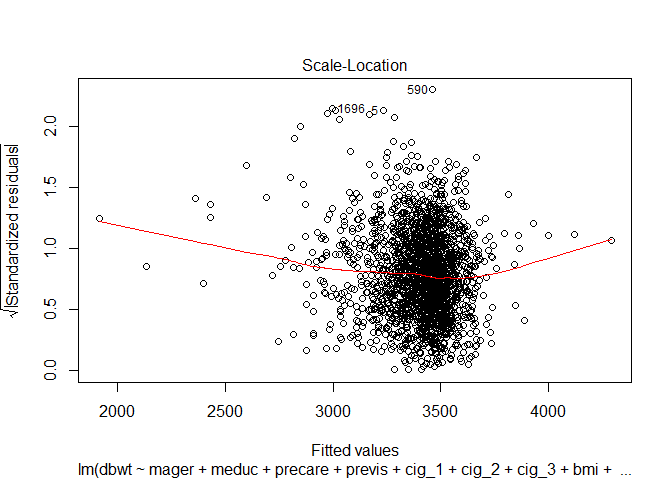 Scale-Location
√|Standardized residuals|
2.0
1.5
1.0
0.5
0.0
590
1696 5
2000 2500 3000 3500 4000
Fitted values
lm(dbwt ~ mager + meduc + precare + previs + cig_1 + cig_2 + cig_3 + bmi + ...